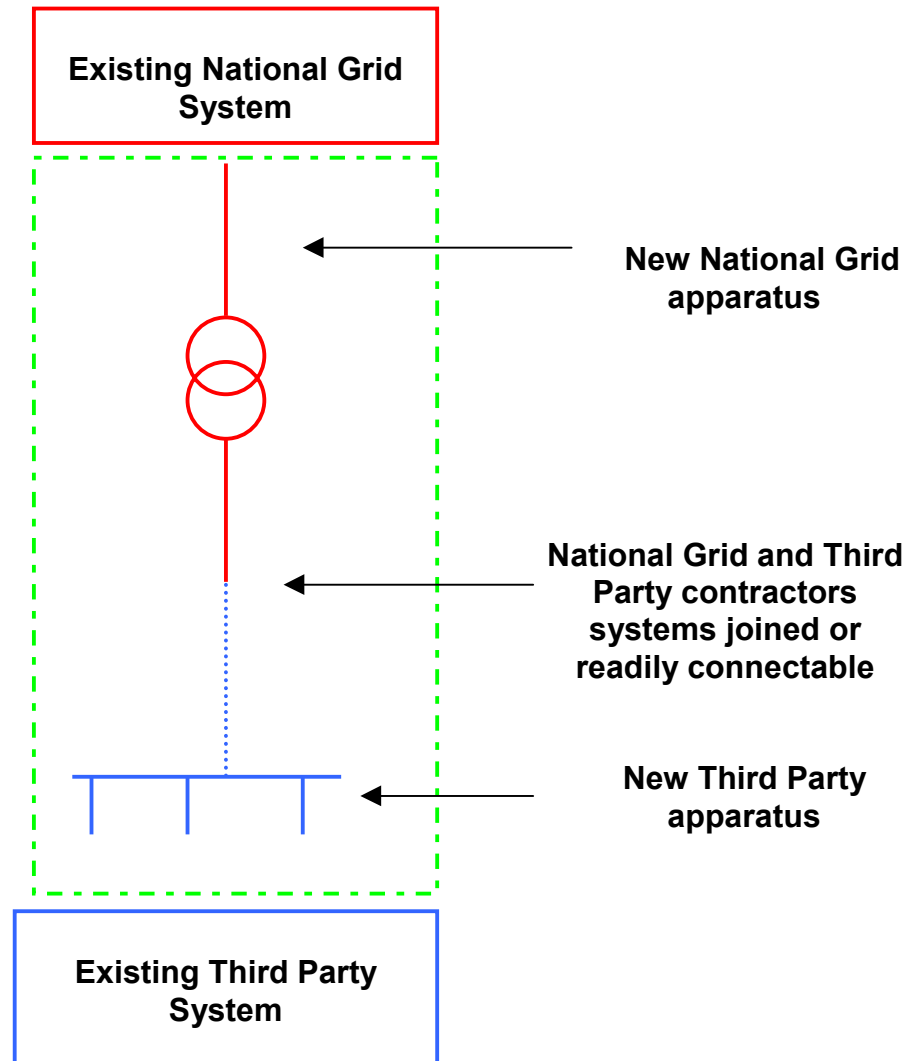 Existing National Grid
System
New National Grid
apparatus
National Grid and Third
Party contractors
systems joined or
readily connectable
New Third Party
apparatus
Existing Third Party
System